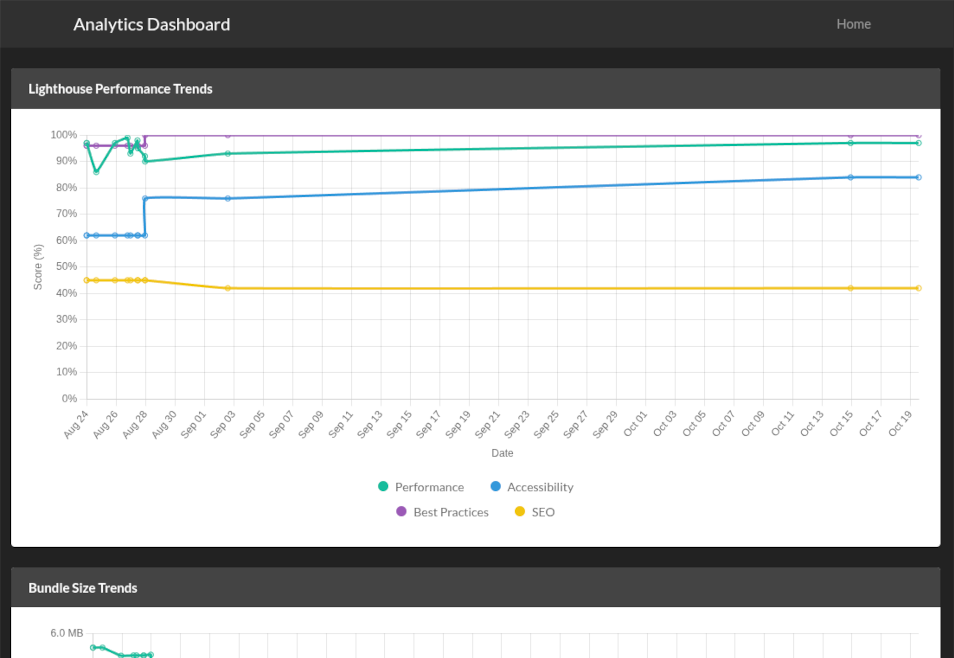 Analytics Dashboard Home
Lighthouse Performance Trends
100%
90%
80%
70%
60%
50%
40%
30%
20%
10%
0%
Score (%)
Aug 24 Aug 26 Aug 28 Aug 30 Sep 01 Sep 03 Sep 05 Sep 07 Sep 09 Sep 11 Sep 13 Sep 15 Sep 17 Sep 19 Sep 21 Sep 23 Sep 25 Sep 27 Sep 29 Oct 01 Oct 03 Oct 05 Oct 07 Oct 09 Oct 11 Oct 13 Oct 15 Oct 17 Oct 19
Date
Performance Accessibility
Best Practices SEO
Bundle Size Trends
6.0 MB